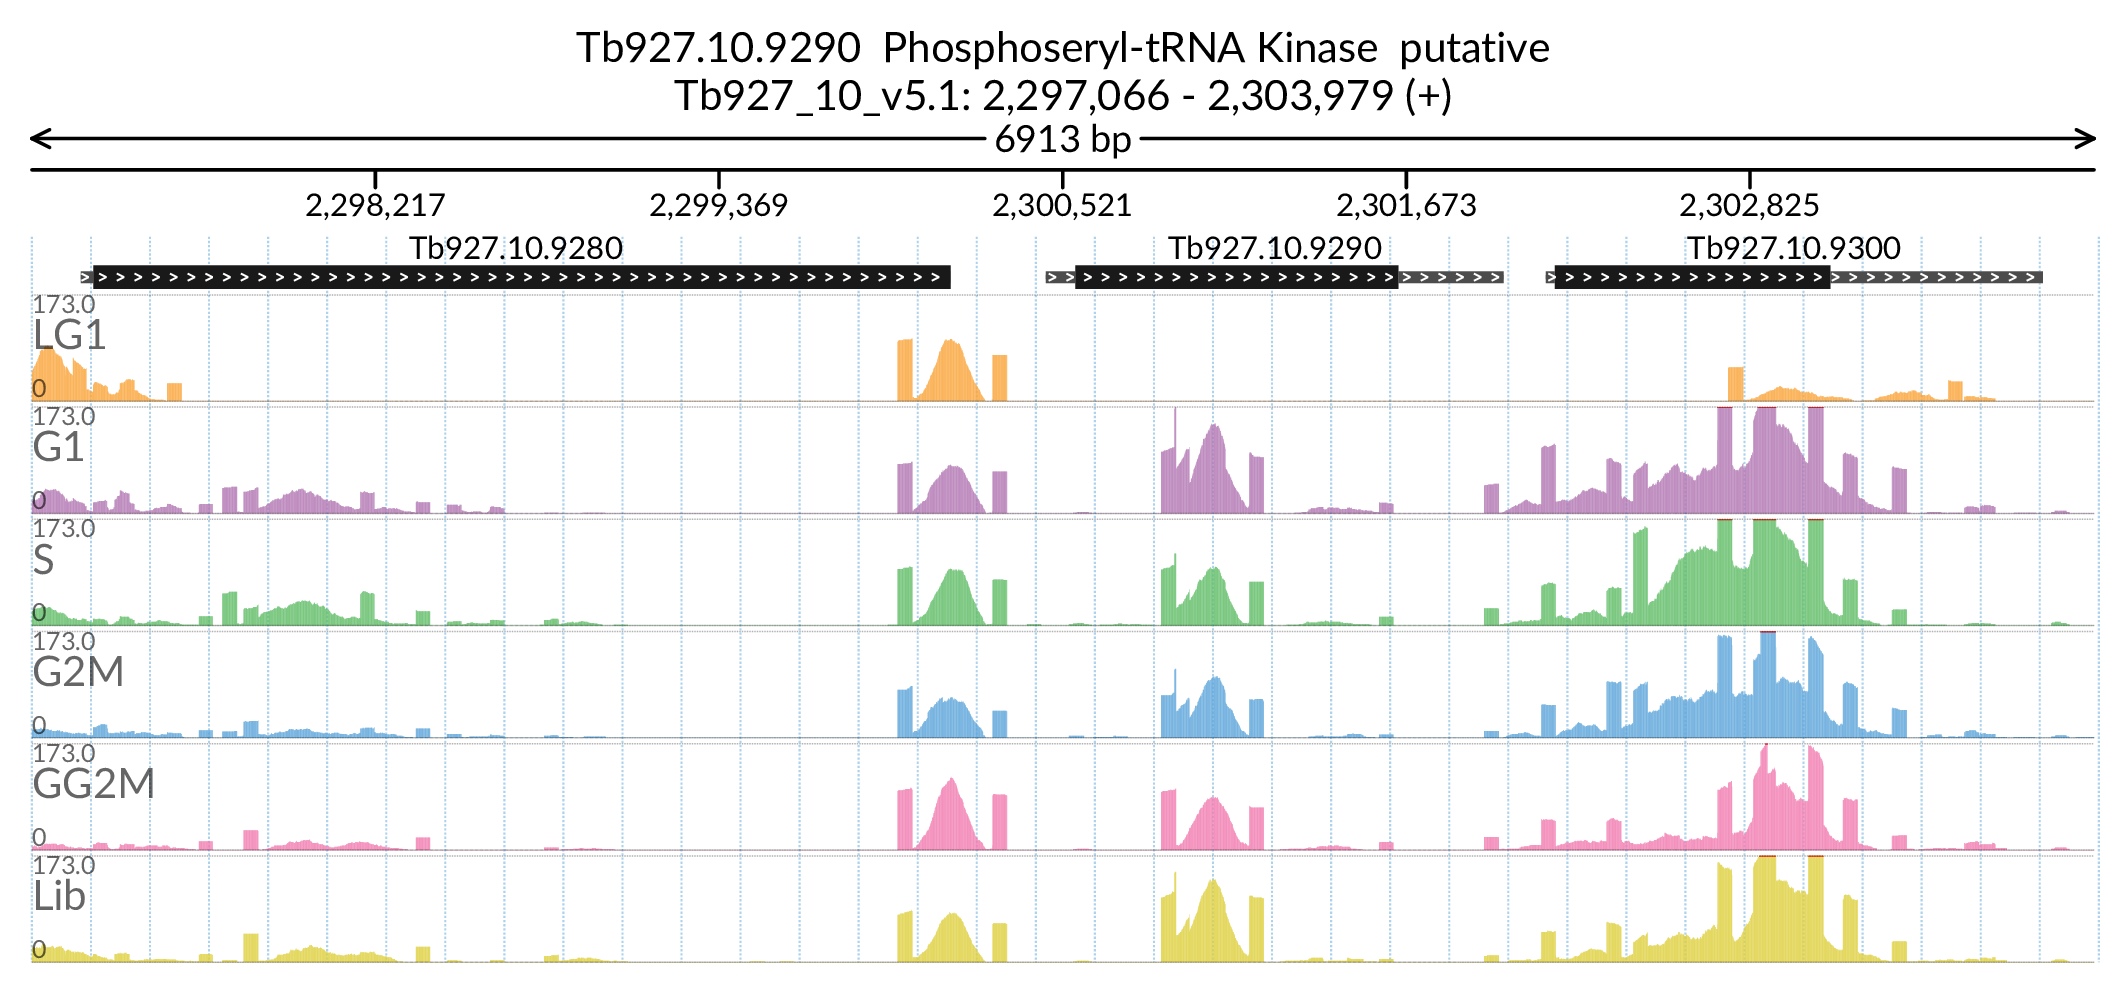 Tb927.10.9290  Phosphoseryl-tRNA Kinase  putative
Tb927_10_v5.1: 2,297,066 - 2,303,979 (+)
6913 bp
2,298,217 2,299,369 2,300,521 2,301,673 2,302,825
Tb927.10.9280 Tb927.10.9290 Tb927.10.9300
173.0
LG1
0
173.0
G1
0
173.0
S
0
173.0
G2M
0
173.0
GG2M
0
173.0
Lib
0